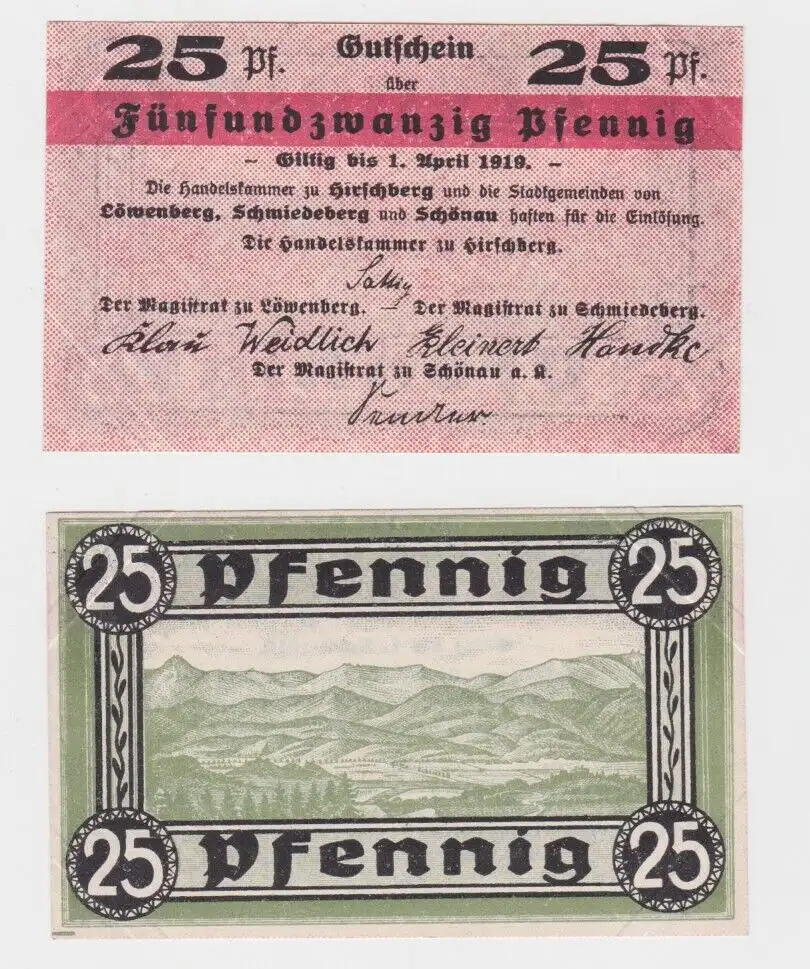 25 Pf. Gutschein 25 Pf.
über
Fünfundzwanzig Pfennig
– Giltig bis 1. April 1919. –
Die Handelskammer zu Hirschberg und die Stadtgemeinden von
Löwenberg, Schmiedeberg und Schönau haften für die Einlösung.
Die Handelskammer zu Hirschberg.
Der Magistrat zu Löwenberg. – Der Magistrat zu Schmiedeberg.
Klau Weidlich Kleinert Handke
Der Magistrat zu Schönau a. K.
25 Pfennig 25
25 Pfennig 25